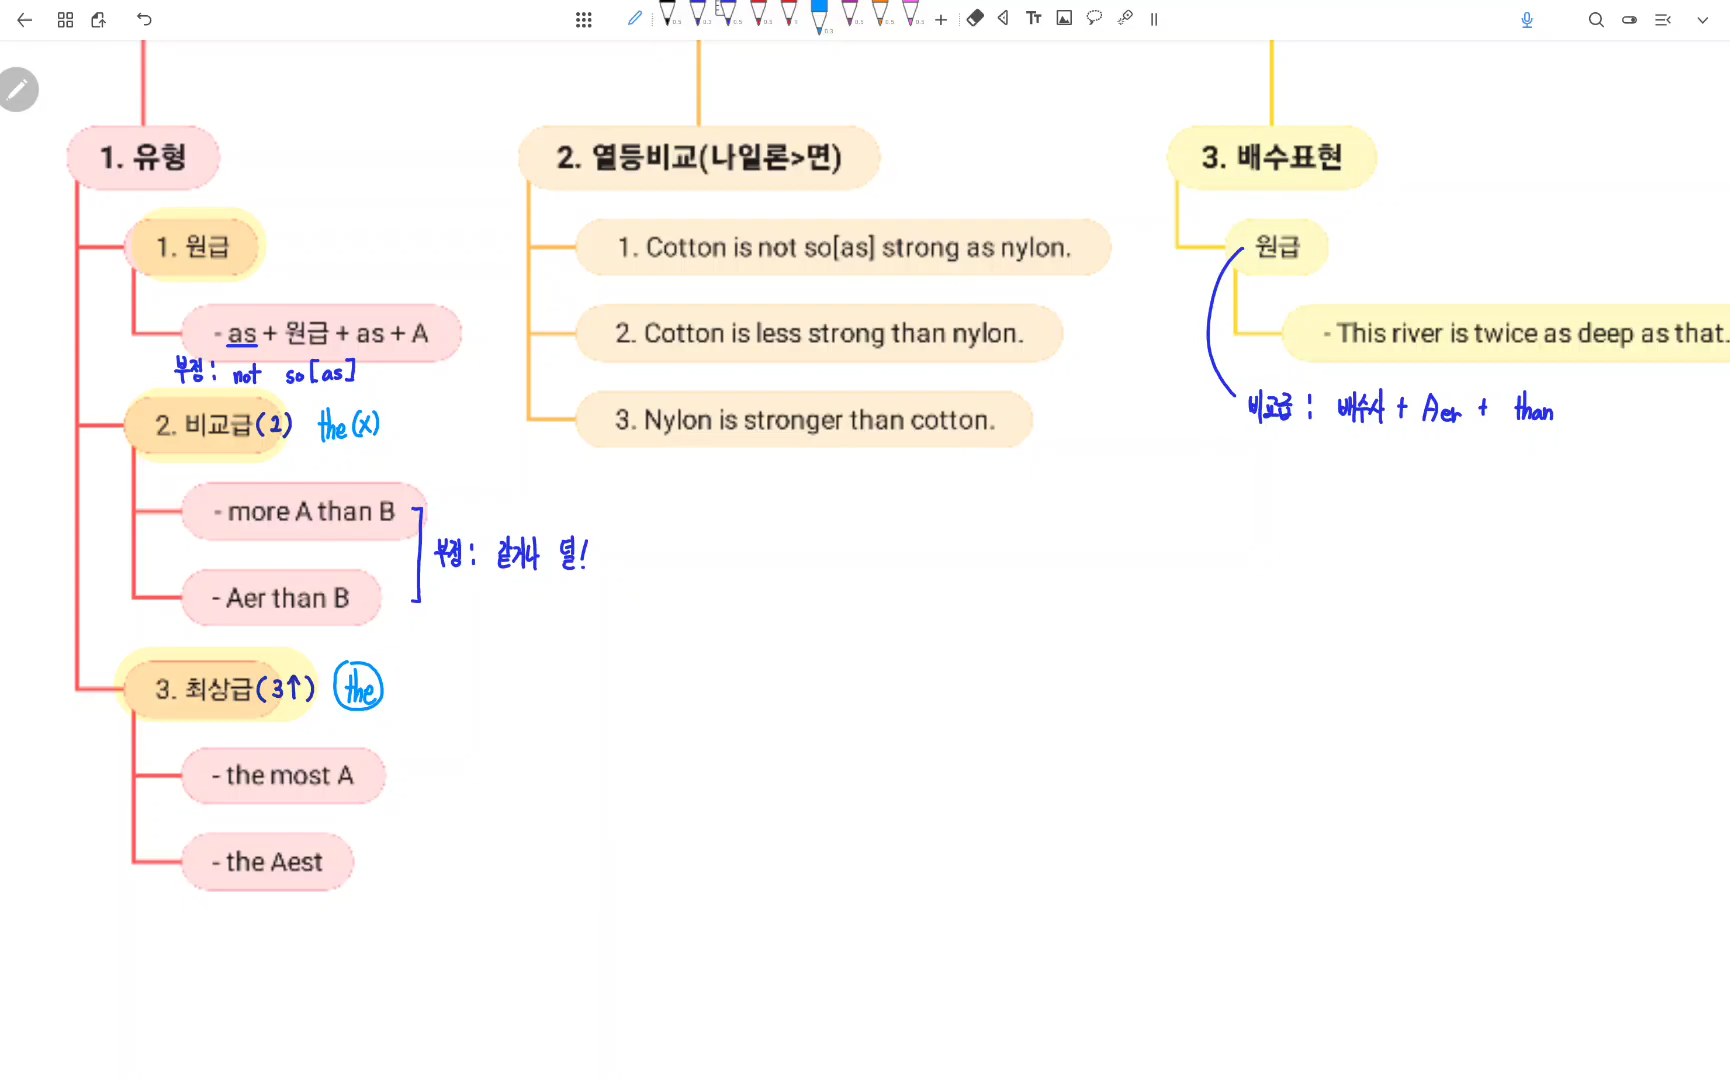 1. 유형
1. 원급
- as + 원급 + as + A
부정: not so[as]
2. 비교급(2) the(x)
- more A than B
- Aer than B
부정: 같거나 덜!
3. 최상급(3↑) the
- the most A
- the Aest
2. 열등비교(나일론>면)
1. Cotton is not so[as] strong as nylon.
2. Cotton is less strong than nylon.
3. Nylon is stronger than cotton.
3. 배수표현
원급
- This river is twice as deep as that.
비교급: 배수사 + Aer + than